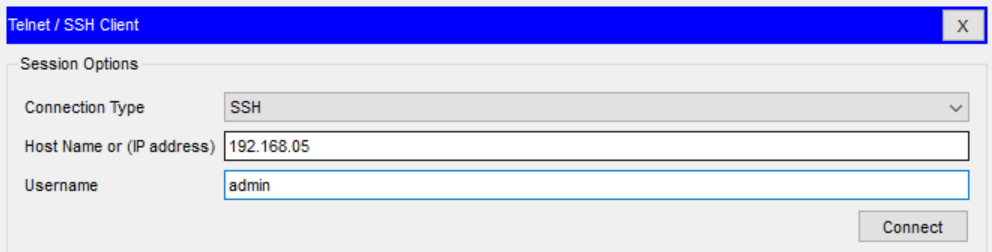 Telnet / SSH Client X
Session Options
Connection Type SSH
Host Name or (IP address) 192.168.05
Username admin
Connect